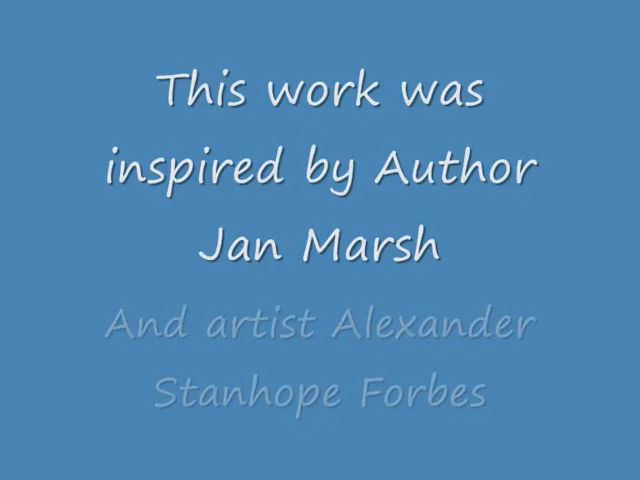 This work was
inspired by Author
Jan Marsh
And artist Alexander
Stanhope Forbes